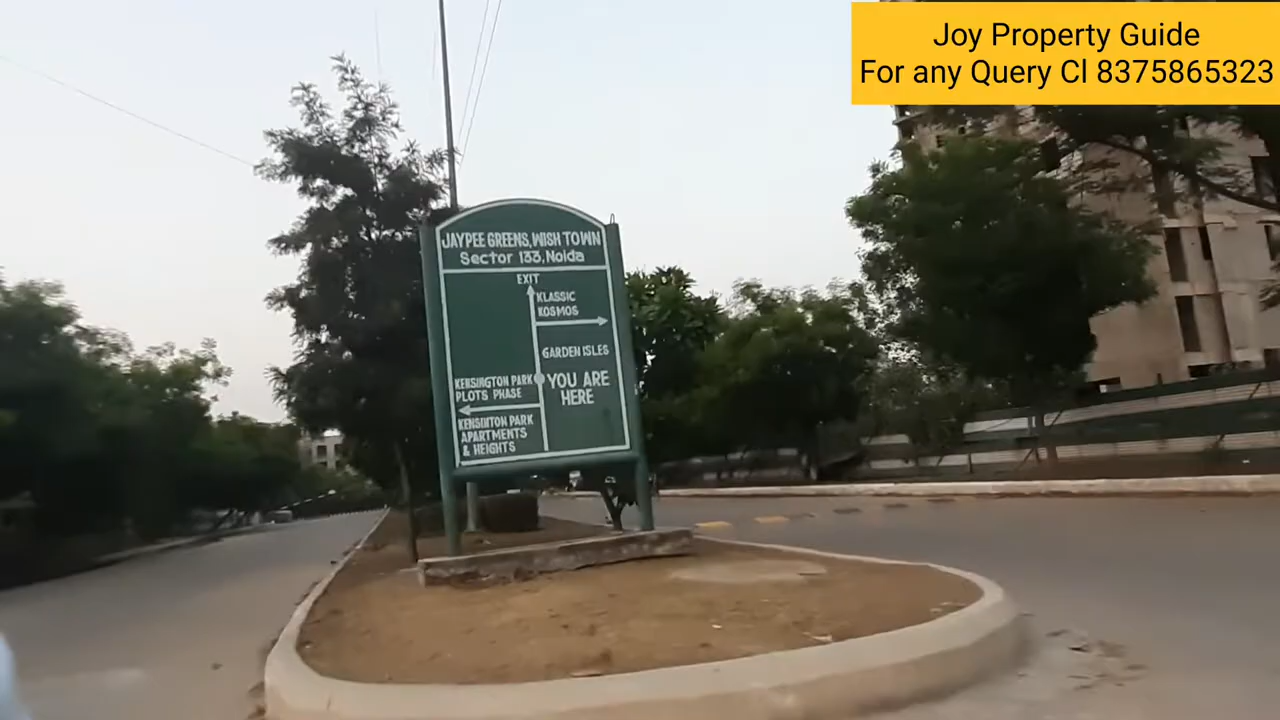 Joy Property Guide
For any Query Cl 8375865323
JAYPEE GREENS, WISH TOWN
Sector 133, Noida
EXIT
KLASSIC
KOSMOS
GARDEN ISLES
KENSINGTON PARK
PLOTS PHASE
YOU ARE
HERE
KENSINTON PARK
APARTMENTS
& HEIGHTS